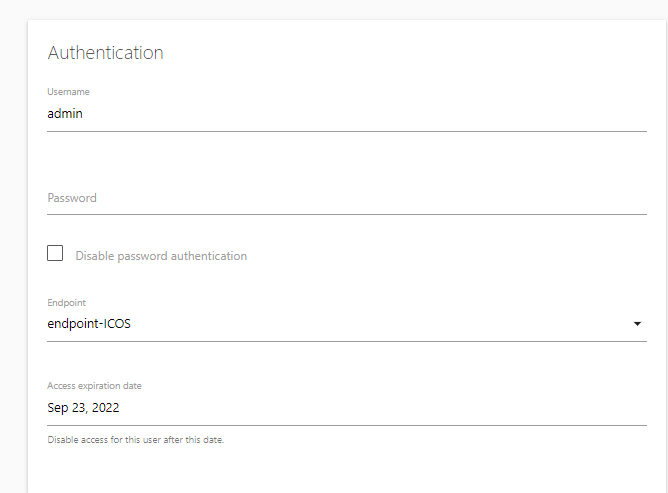 Authentication
Username
admin
Password
Disable password authentication
Endpoint
endpoint-ICOS
Access expiration date
Sep 23, 2022
Disable access for this user after this date.